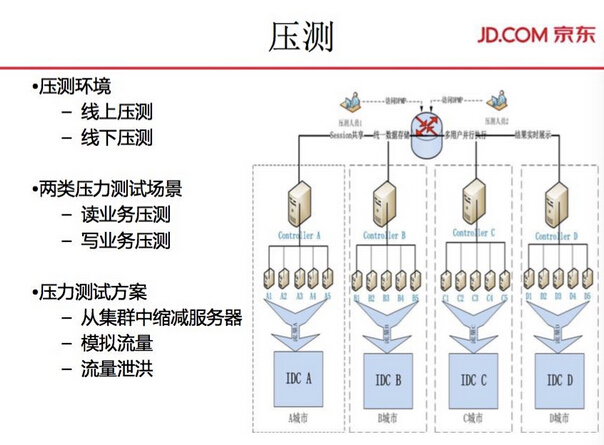 压测
JD.COM 京东
•压测环境
– 线上压测
– 线下压测
•两类压力测试场景
– 读业务压测
– 写业务压测
•压力测试方案
– 从集群中缩减服务器
– 模拟流量
– 流量泄洪
访问DPMP
访问DPMP
压测人员1
压测人员2
Session共享
统一数据存储
多用户并行执行
结果实时展示
Controller A
Controller B
Controller C
Controller D
A1 A2 A3 A4 A5
B1 B2 B3 B4 B5
C1 C2 C3 C4 C5
D1 D2 D3 D4 D5
IDC A
IDC B
IDC C
IDC D
A城市
B城市
C城市
D城市